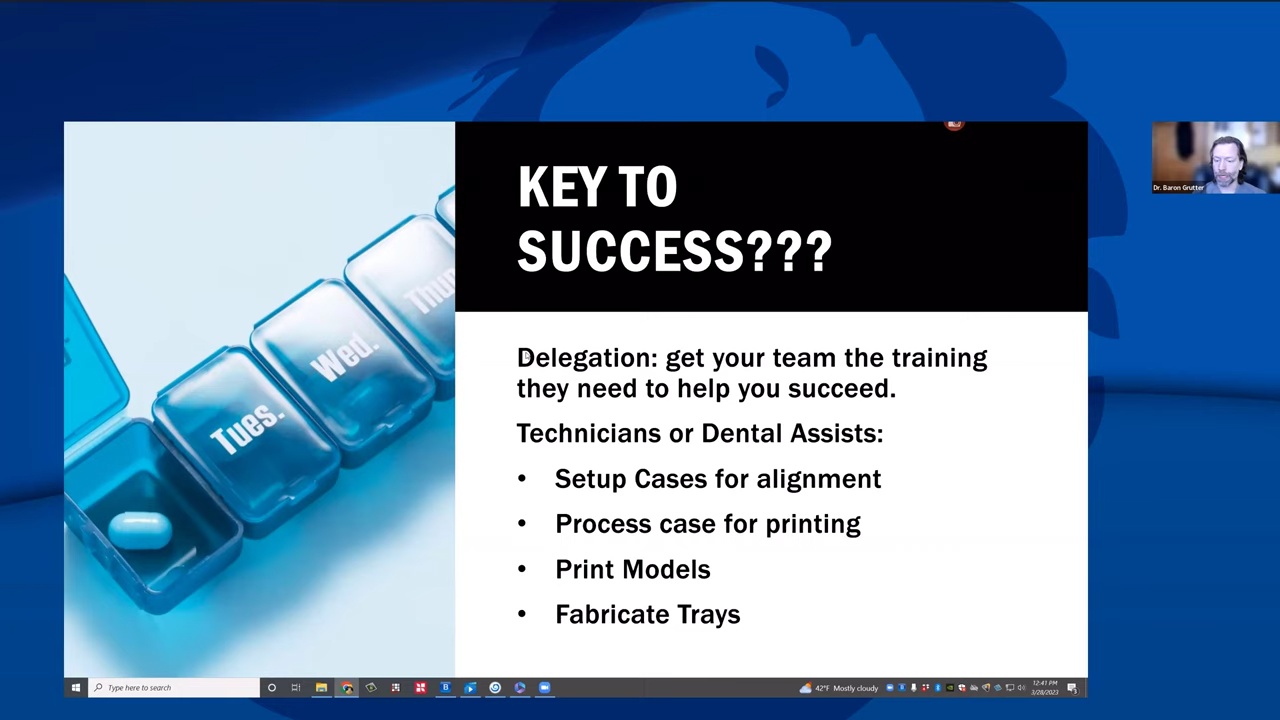 KEY TO
SUCCESS???
Dr. Baron Grutter
Thur
Wed.
Tues.
Delegation: get your team the training
they need to help you succeed.
Technicians or Dental Assists:
• Setup Cases for alignment
• Process case for printing
• Print Models
• Fabricate Trays
Type here to search
42°F Mostly cloudy
12:41 PM
3/28/2023